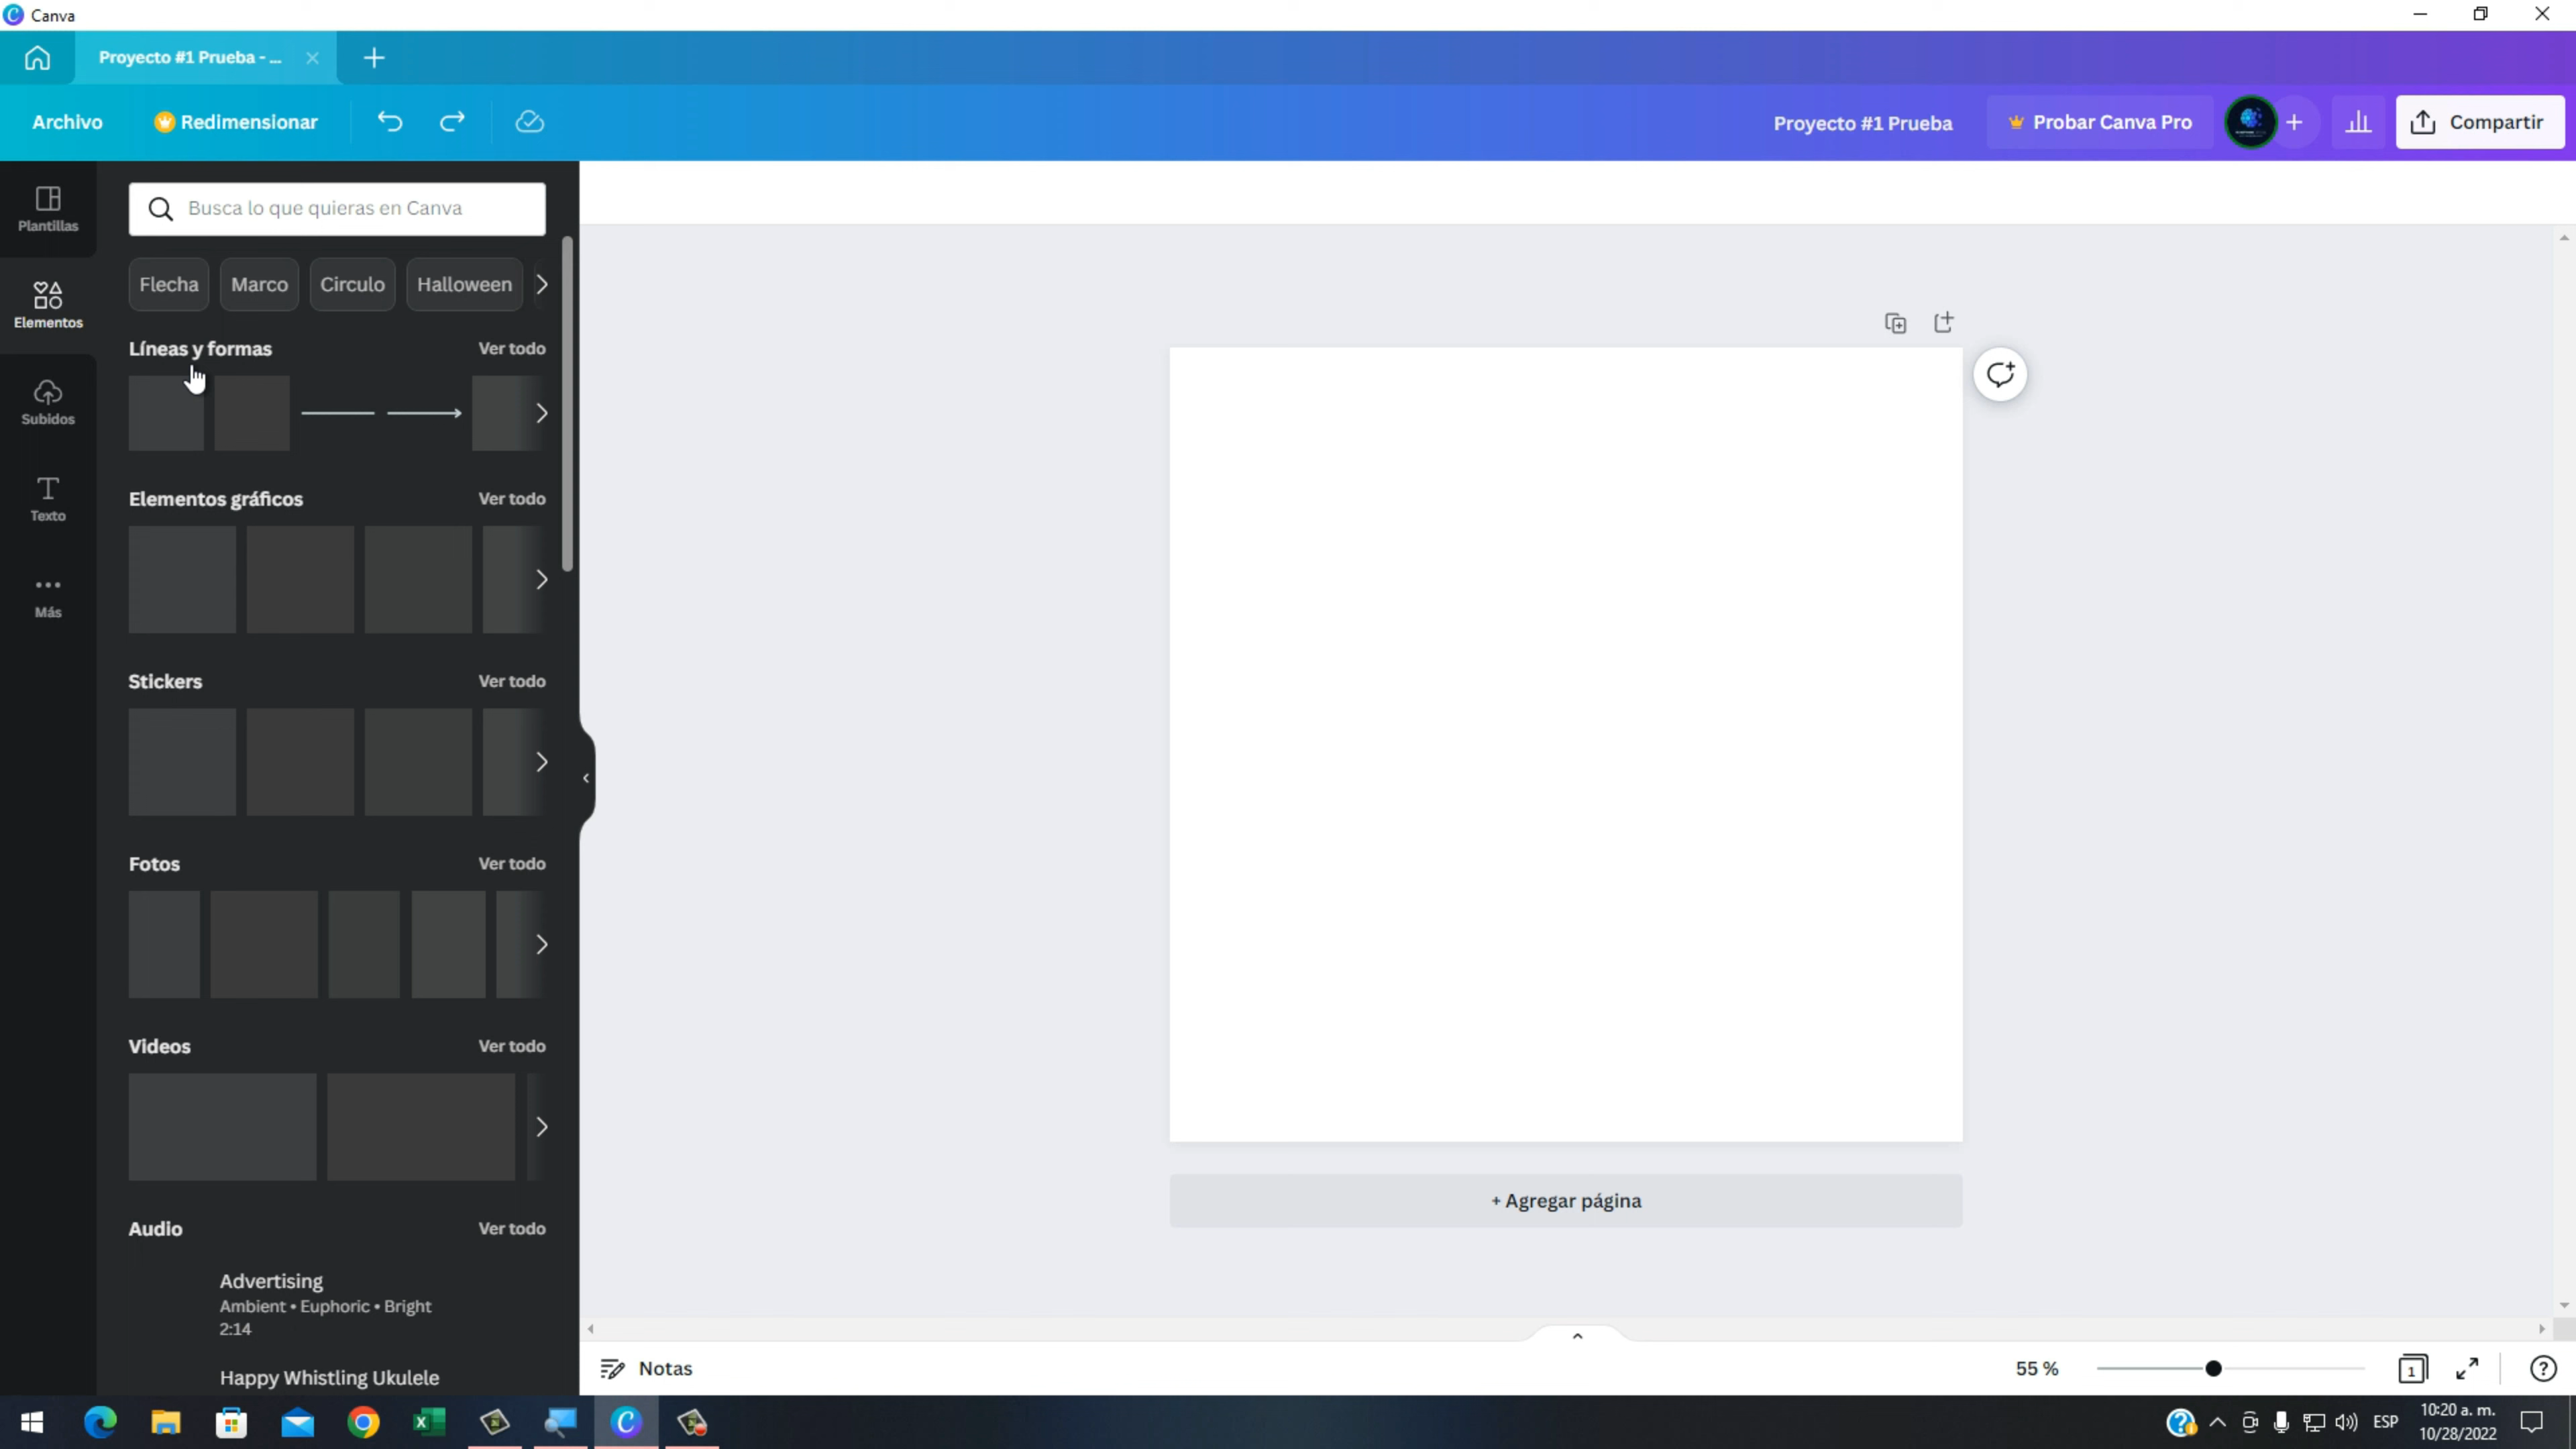 Canva
Proyecto #1 Prueba - ...
Archivo
Redimensionar
Proyecto #1 Prueba
Probar Canva Pro
Compartir
Plantillas
Elementos
Subidos
Texto
Más
Busca lo que quieras en Canva
Flecha
Marco
Circulo
Halloween
Líneas y formas
Ver todo
Elementos gráficos
Ver todo
Stickers
Ver todo
Fotos
Ver todo
Videos
Ver todo
Audio
Ver todo
Advertising
Ambient • Euphoric • Bright
2:14
Happy Whistling Ukulele
+ Agregar página
Notas
55 %
1
ESP
10:20 a. m.
10/28/2022